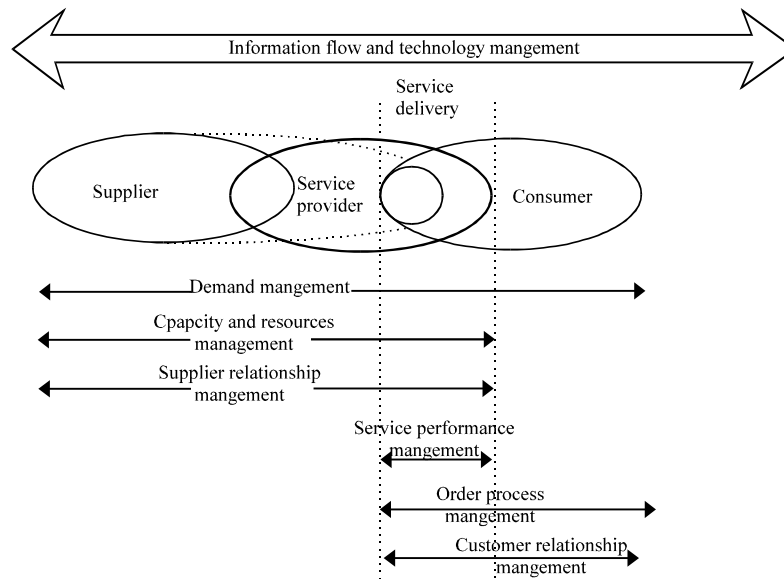 Information flow and technology mangement
Service
delivery
Supplier
Service
provider
Consumer
Demand mangement
Cpapcity and resources
management
Supplier relationship
mangement
Service performance
mangement
Order process
mangement
Customer relationship
mangement